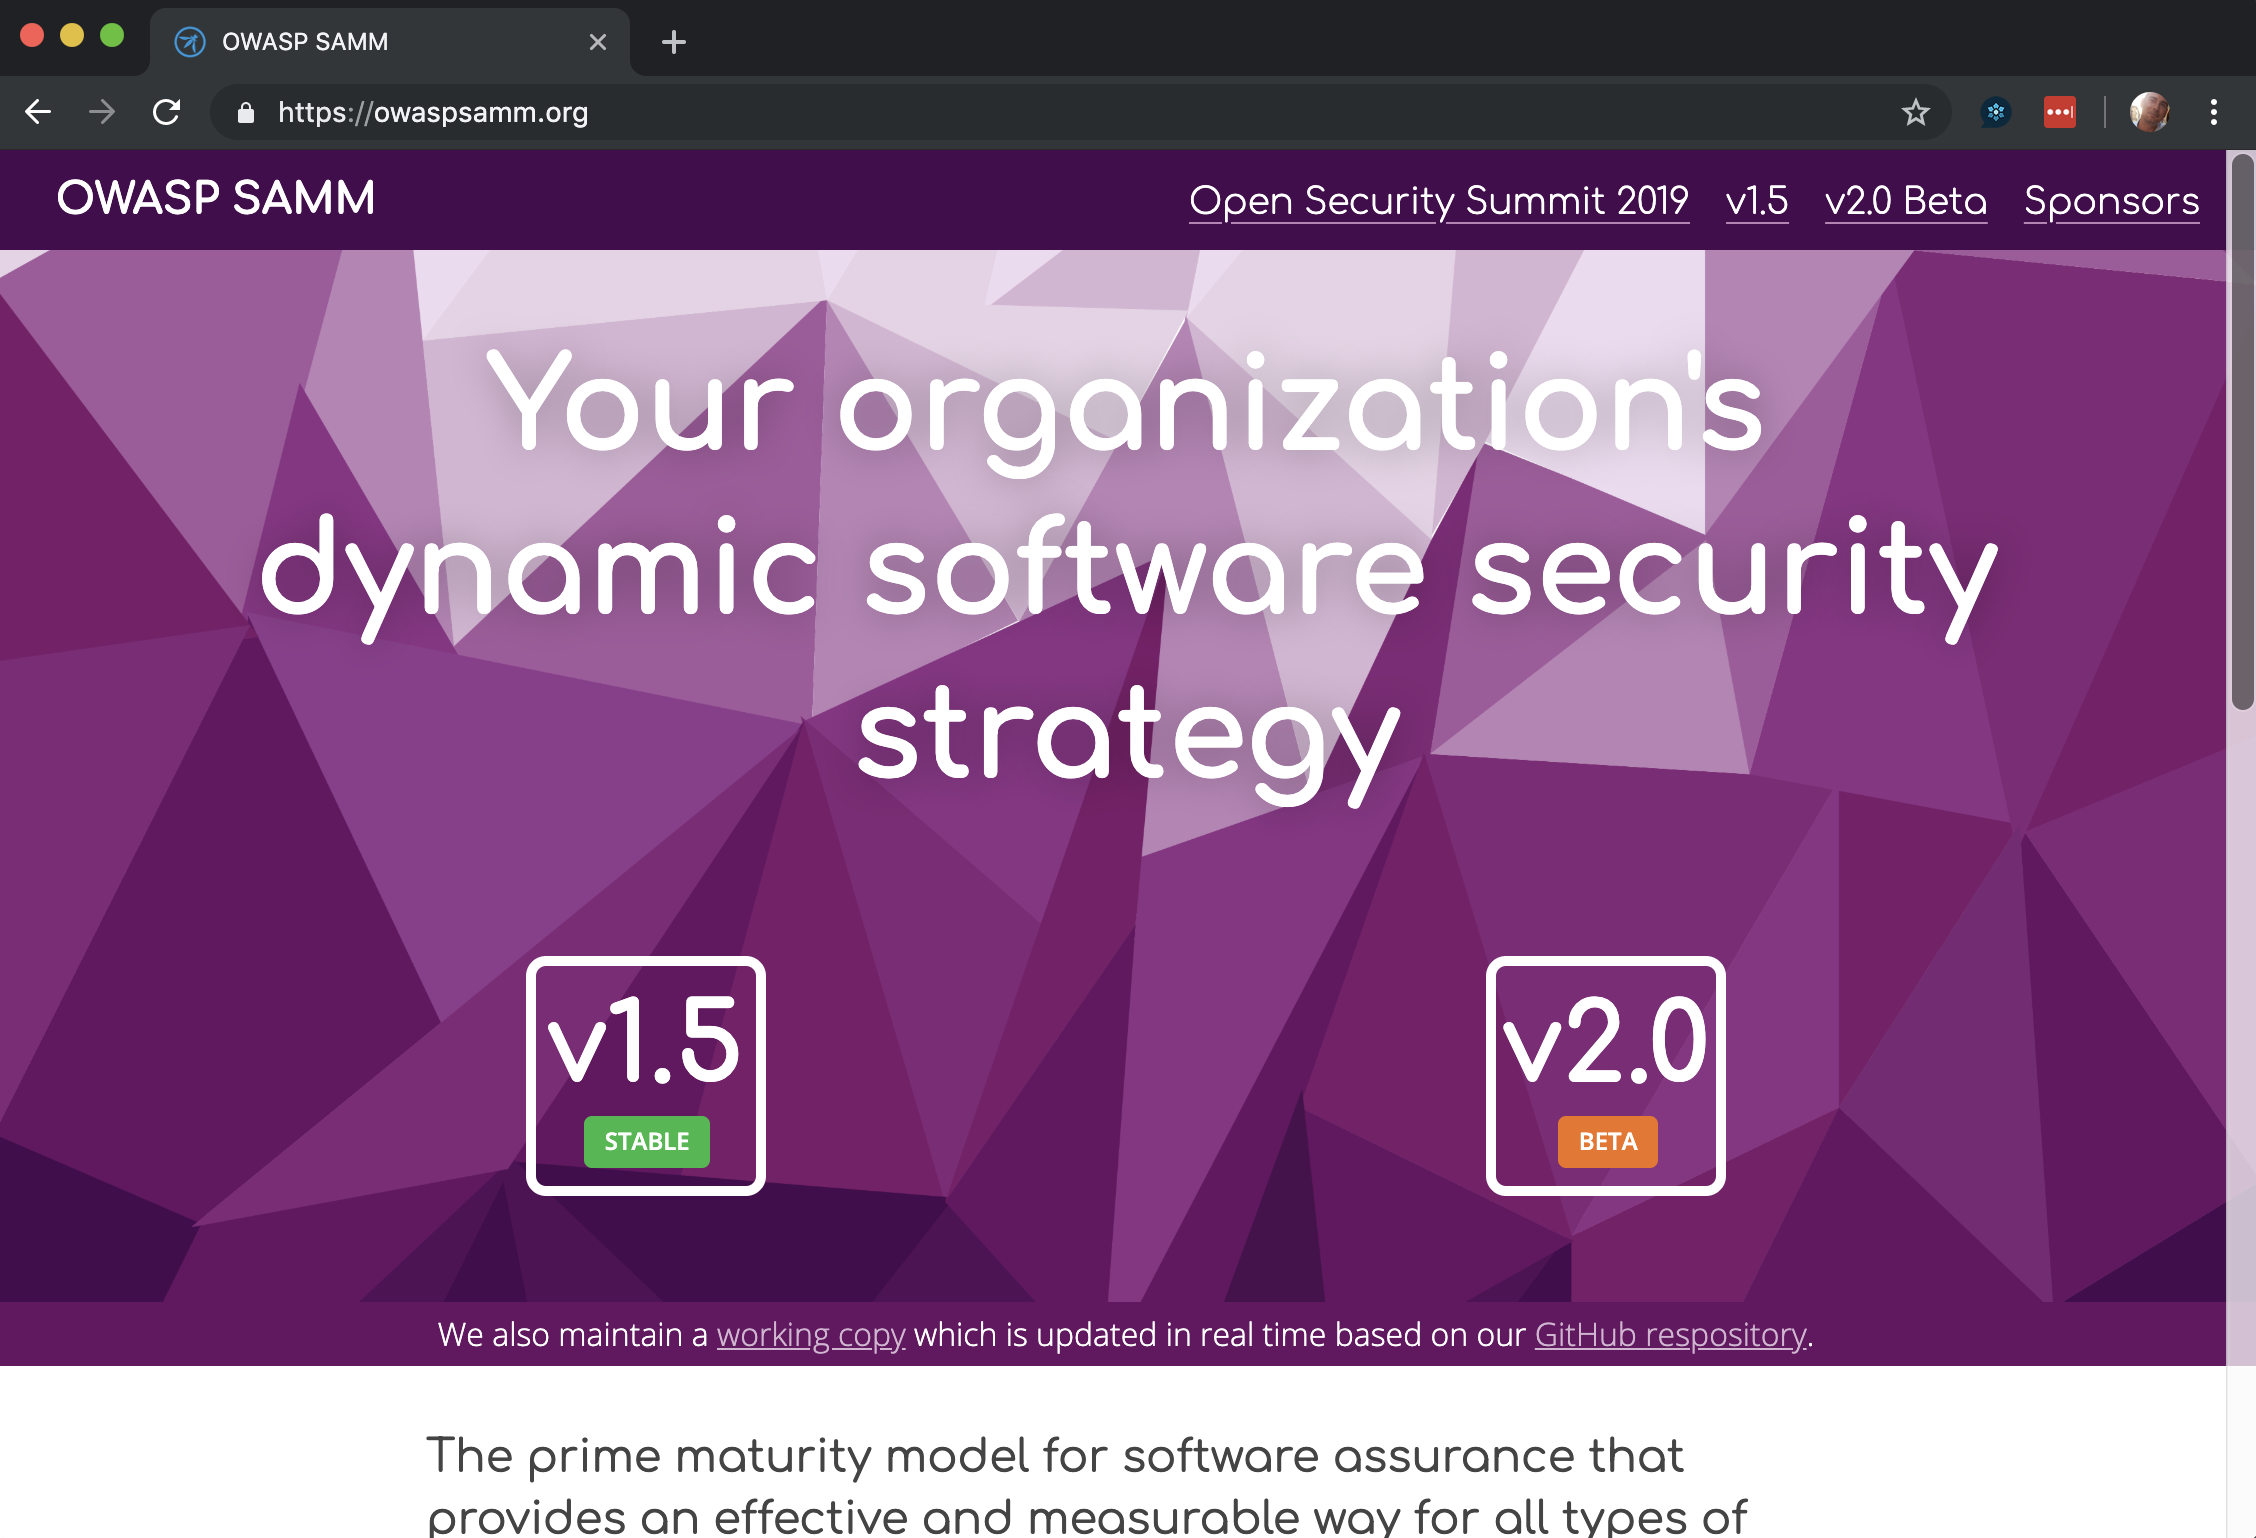 OWASP SAMM
https://owaspsamm.org
OWASP SAMM
Open Security Summit 2019 v1.5 v2.0 Beta Sponsors
Your organization's
dynamic software security
strategy
v1.5
STABLE
v2.0
BETA
We also maintain a working copy which is updated in real time based on our GitHub respository.
The prime maturity model for software assurance that
provides an effective and measurable way for all types of